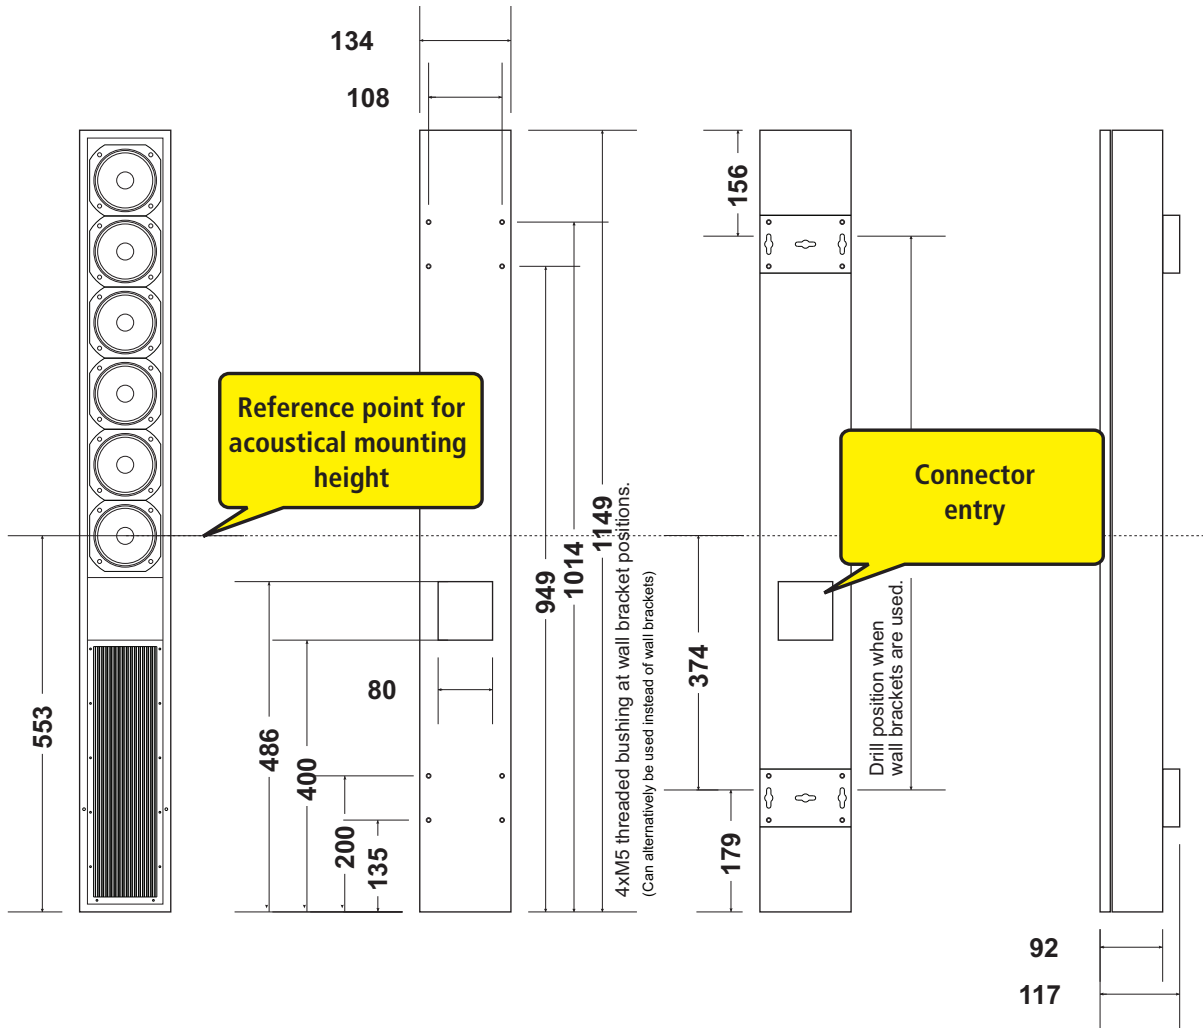 134
108
156
Reference point for
acoustical mounting
height
Connector
entry
553
486
400
200
135
80
949
1014
1149
4xM5 threaded bushing at wall bracket positions.
(Can alternatively be used instead of wall brackets)
374
179
Drill position when
wall brackets are used.
92
117